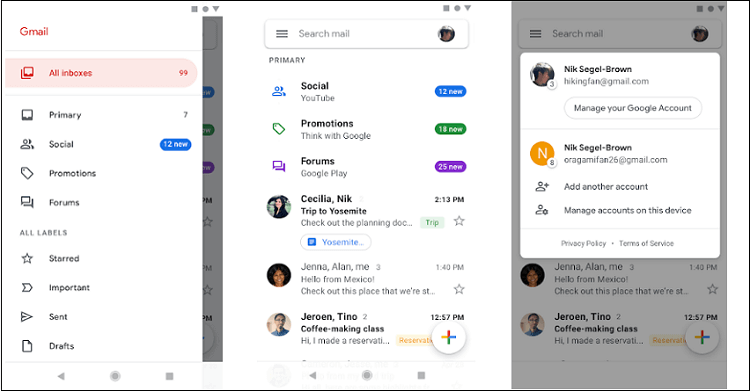 Gmail
All inboxes 99
Primary 7
Social 12 new
Promotions
Forums
ALL LABELS
Starred
Important
Sent
Drafts
Search mail
PRIMARY
Social
YouTube
12 new
Promotions
Think with Google
18 new
Forums
Google Play
25 new
Cecilia, Nik 2:13 PM
Trip to Yosemite
Check out the planning doc... Trip
Yosemite...
Jenna, Alan, me 3 1:40 PM
Hello from Mexico!
Check out this place that we're st...
Jeroen, Tino 2 12:57 PM
Coffee-making class
Hi, I made a reservati... Reservati
Search mail
Nik Segel-Brown
hikingfan@gmail.com
3
Manage your Google Account
N
Nik Segel-Brown
oragamifan26@gmail.com
8
Add another account
Manage accounts on this device
Privacy Policy • Terms of Service
Hello from Mexico!
Check out this place that we're st...
Jeroen, Tino 2 12:57 PM
Coffee-making class
Hi, I made a reservati... Reservati